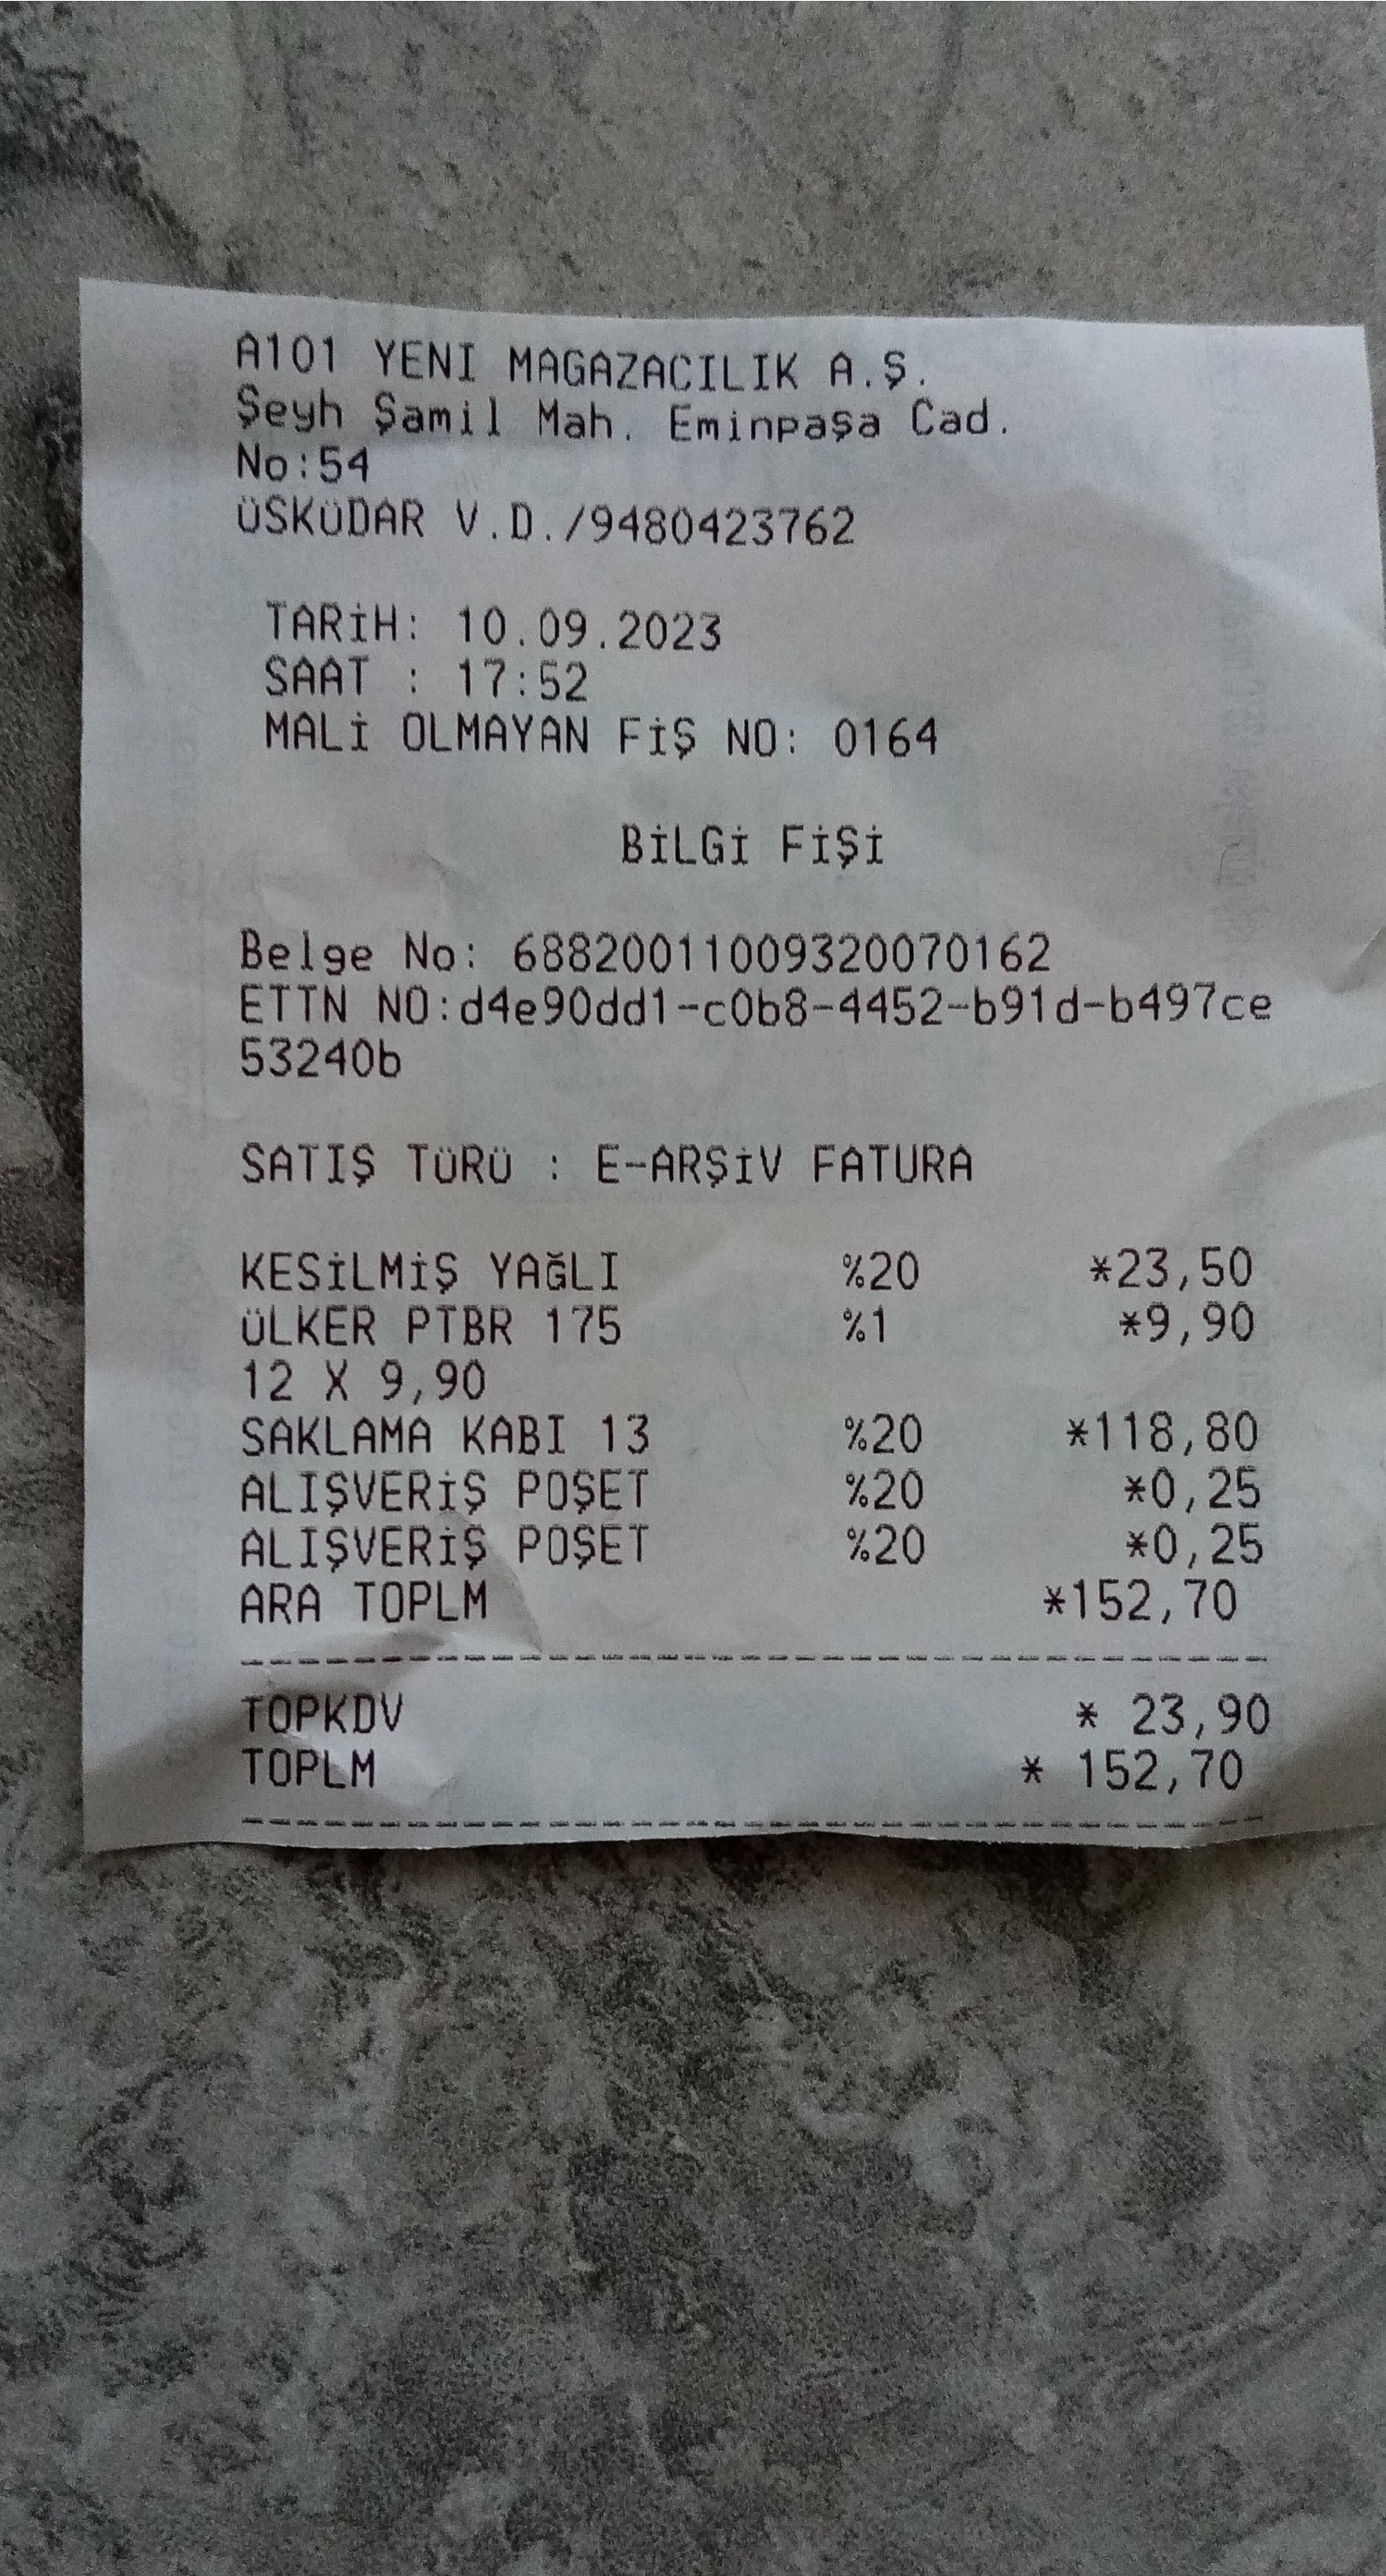 A101 YENI MAGAZACILIK A.Ş.
Şeyh Şamil Mah. Eminpaşa Cad.
No:54
ÜSKÜDAR V.D./9480423762
TARİH: 10.09.2023
SAAT : 17:52
MALİ OLMAYAN FİŞ NO: 0164
BİLGİ FİŞİ
Belge No: 68820011009320070162
ETTN NO:d4e90dd1-c0b8-4452-b91d-b497ce
53240b
SATIŞ TÜRÜ : E-ARŞİV FATURA
KESİLMİŞ YAĞLI %20 *23,50
ÜLKER PTBR 175 %1 *9,90
12 X 9,90
SAKLAMA KABI 13 %20 *118,80
ALIŞVERİŞ POŞET %20 *0,25
ALIŞVERİŞ POŞET %20 *0,25
ARA TOPLM *152,70
TOPKDV * 23,90
TOPLM * 152,70